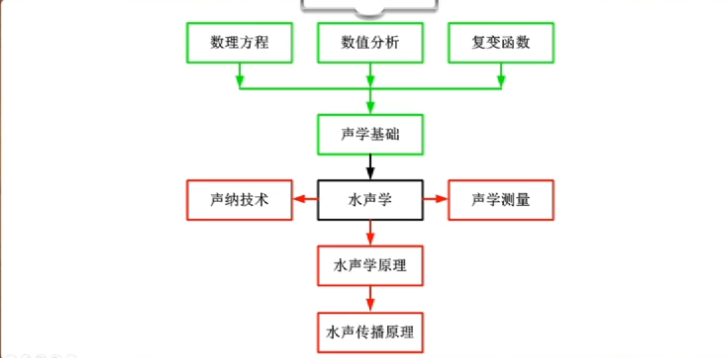 数理方程
数值分析
复变函数
声学基础
声纳技术
水声学
声学测量
水声学原理
水声传播原理